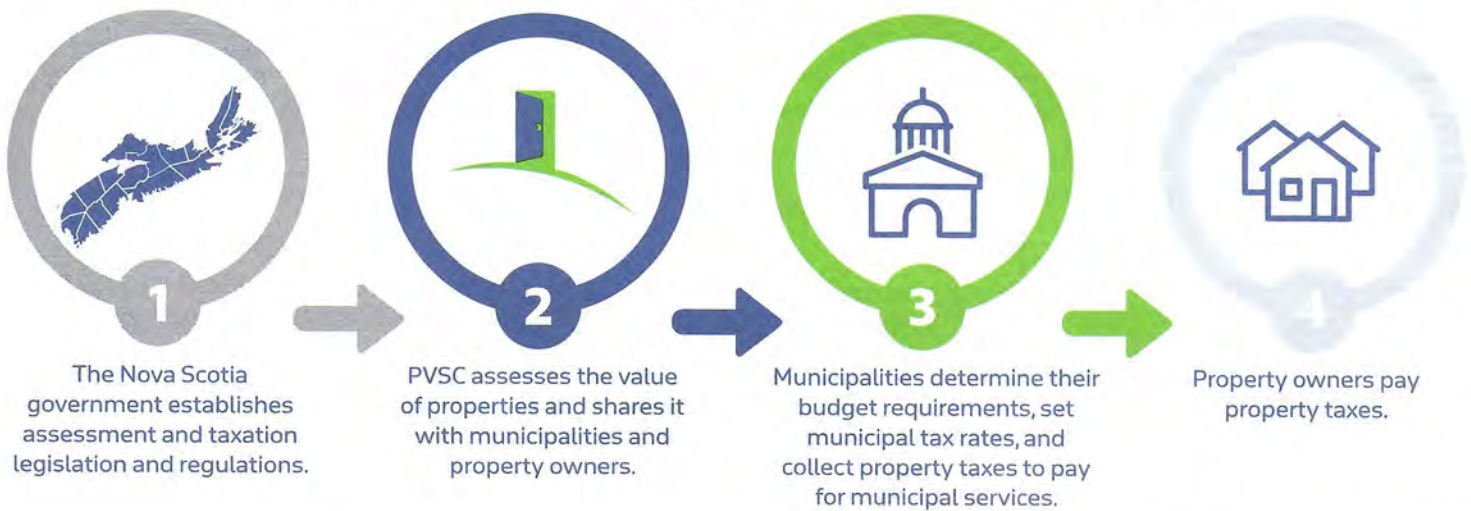 1
The Nova Scotia
government establishes
assessment and taxation
legislation and regulations.
2
PVSC assesses the value
of properties and shares it
with municipalities and
property owners.
3
Municipalities determine their
budget requirements, set
municipal tax rates, and
collect property taxes to pay
for municipal services.
4
Property owners pay
property taxes.